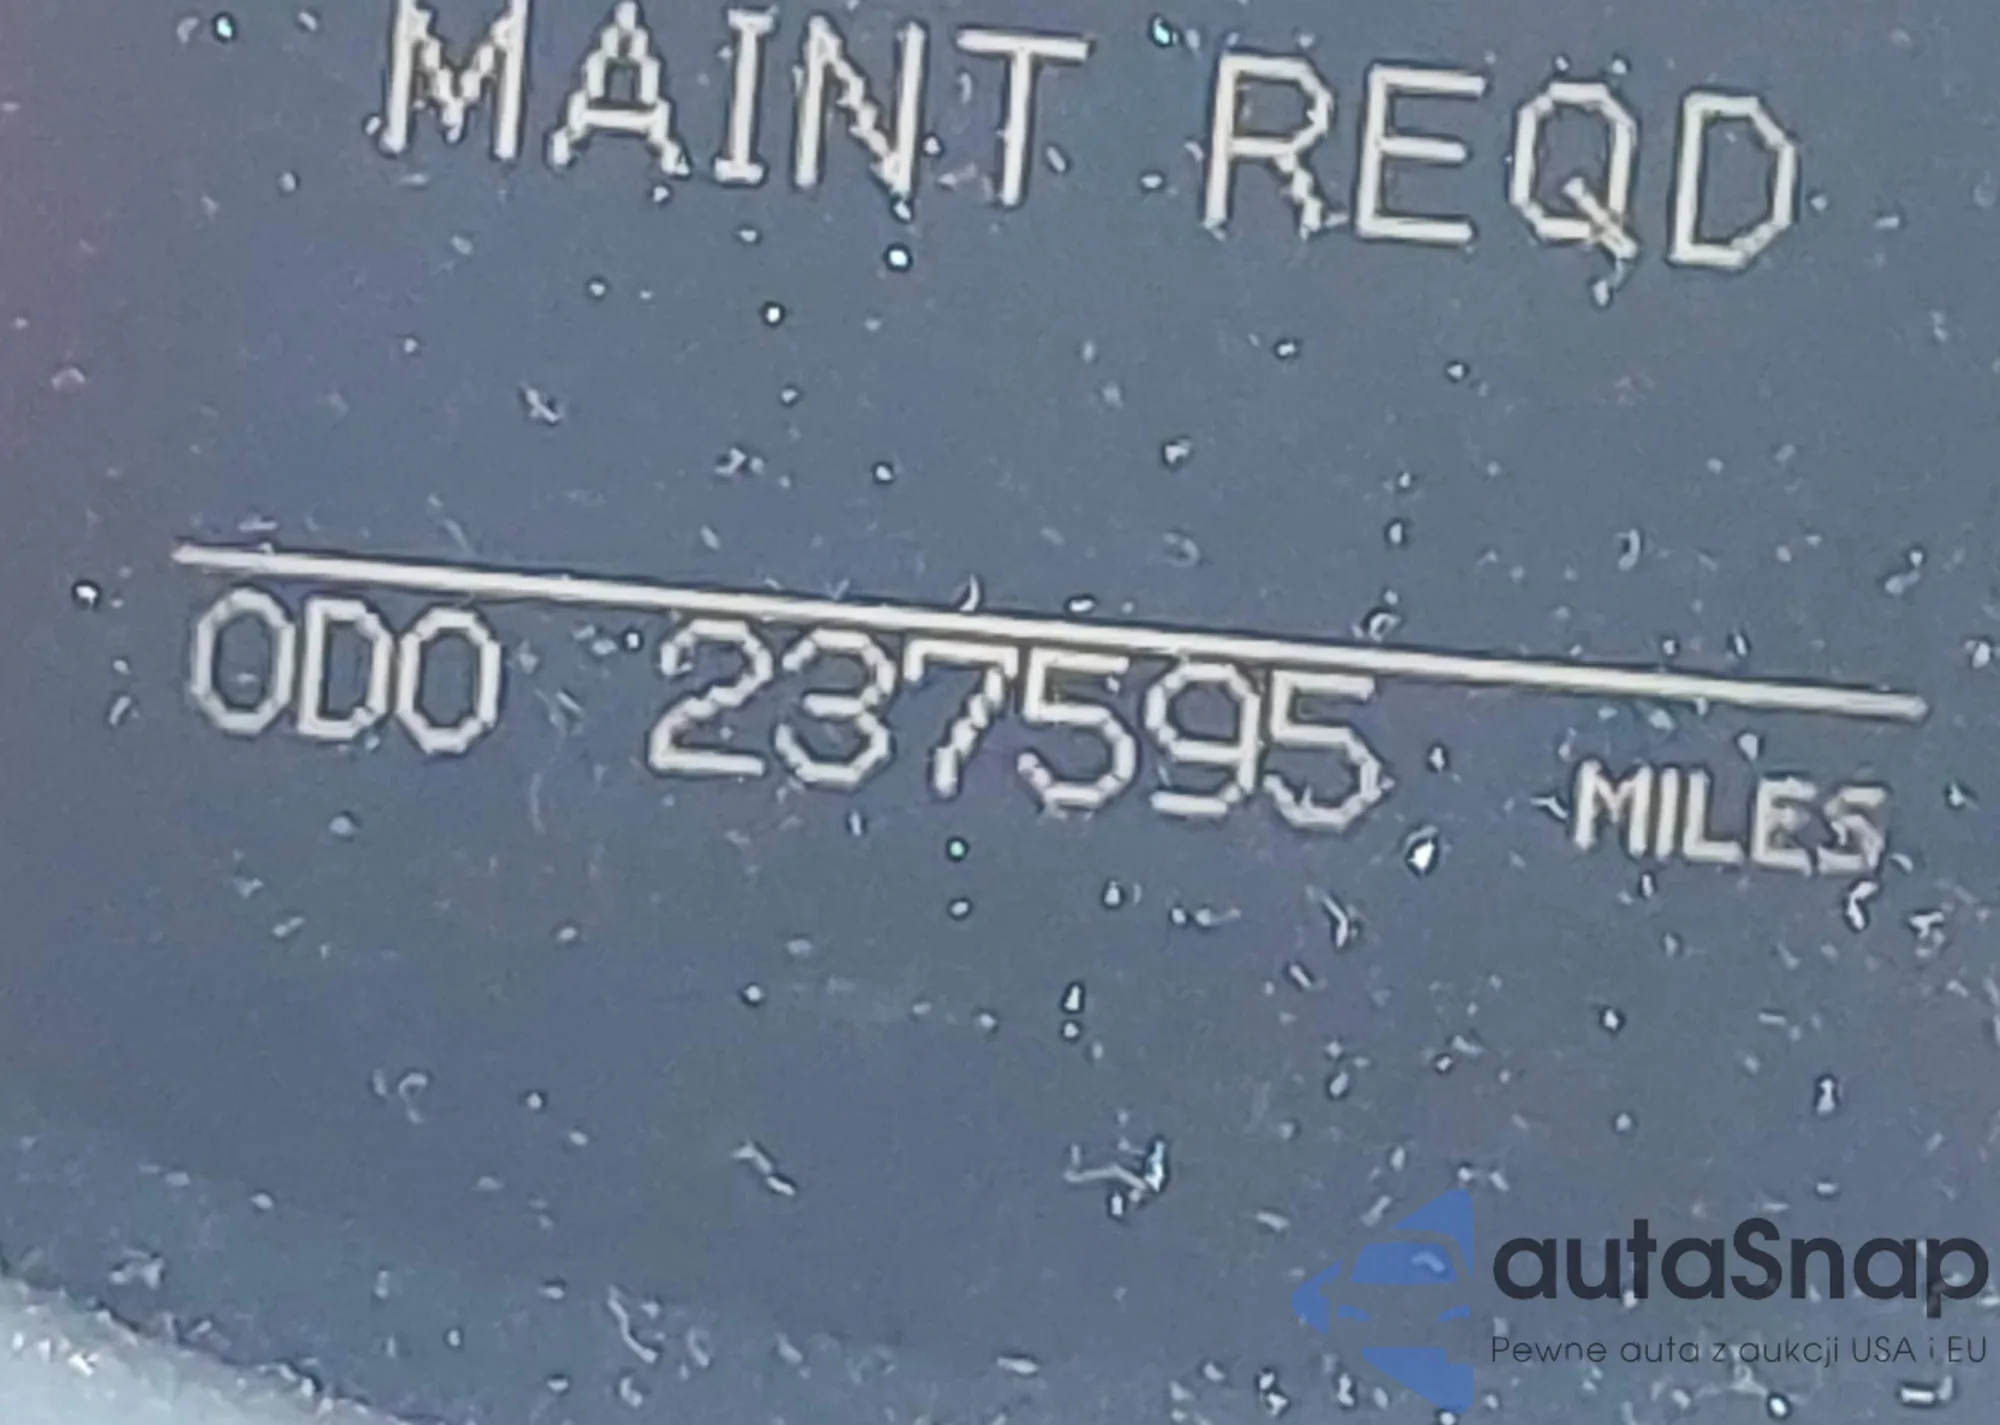 MAINT REQD
ODO 237595 MILES
autaSnap
Pewne auta z aukcji USA i EU